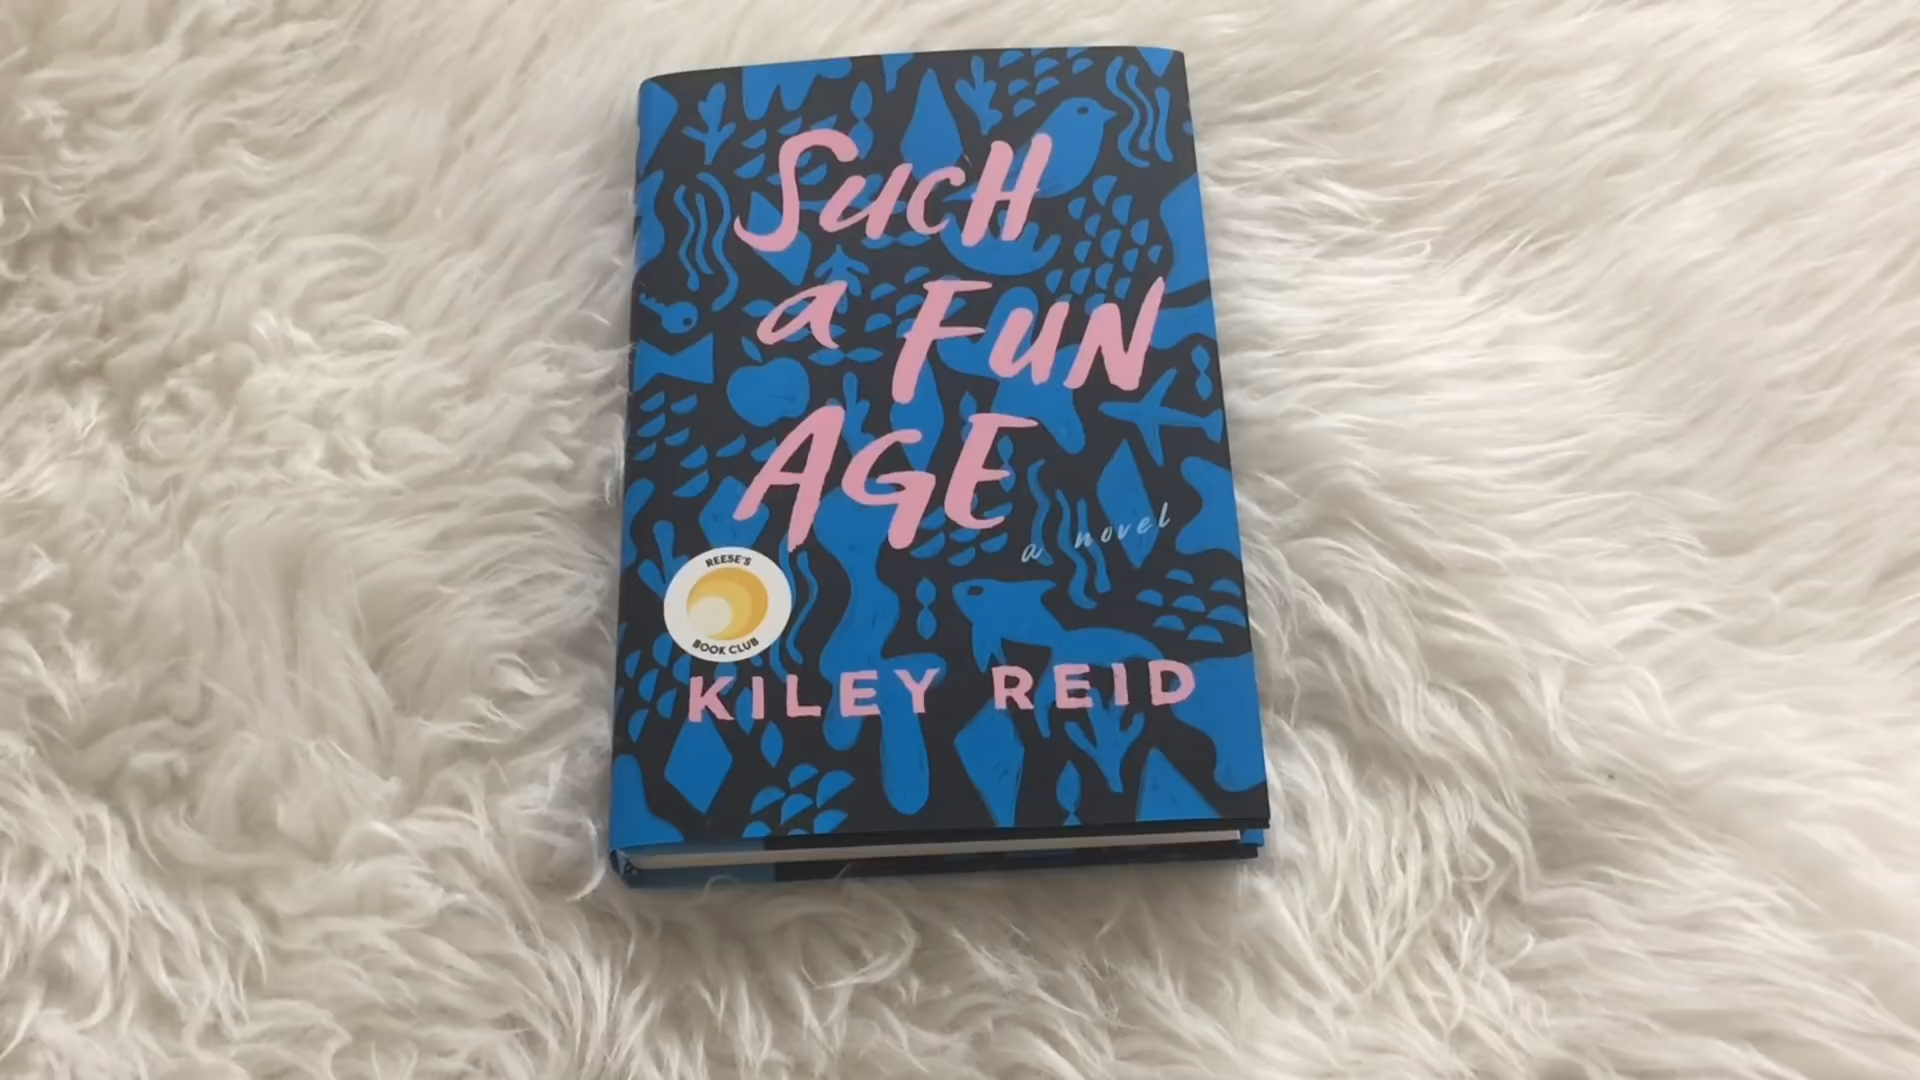 SUCH
a FUN
AGE
a novel
REESE'S
BOOK CLUB
KILEY REID